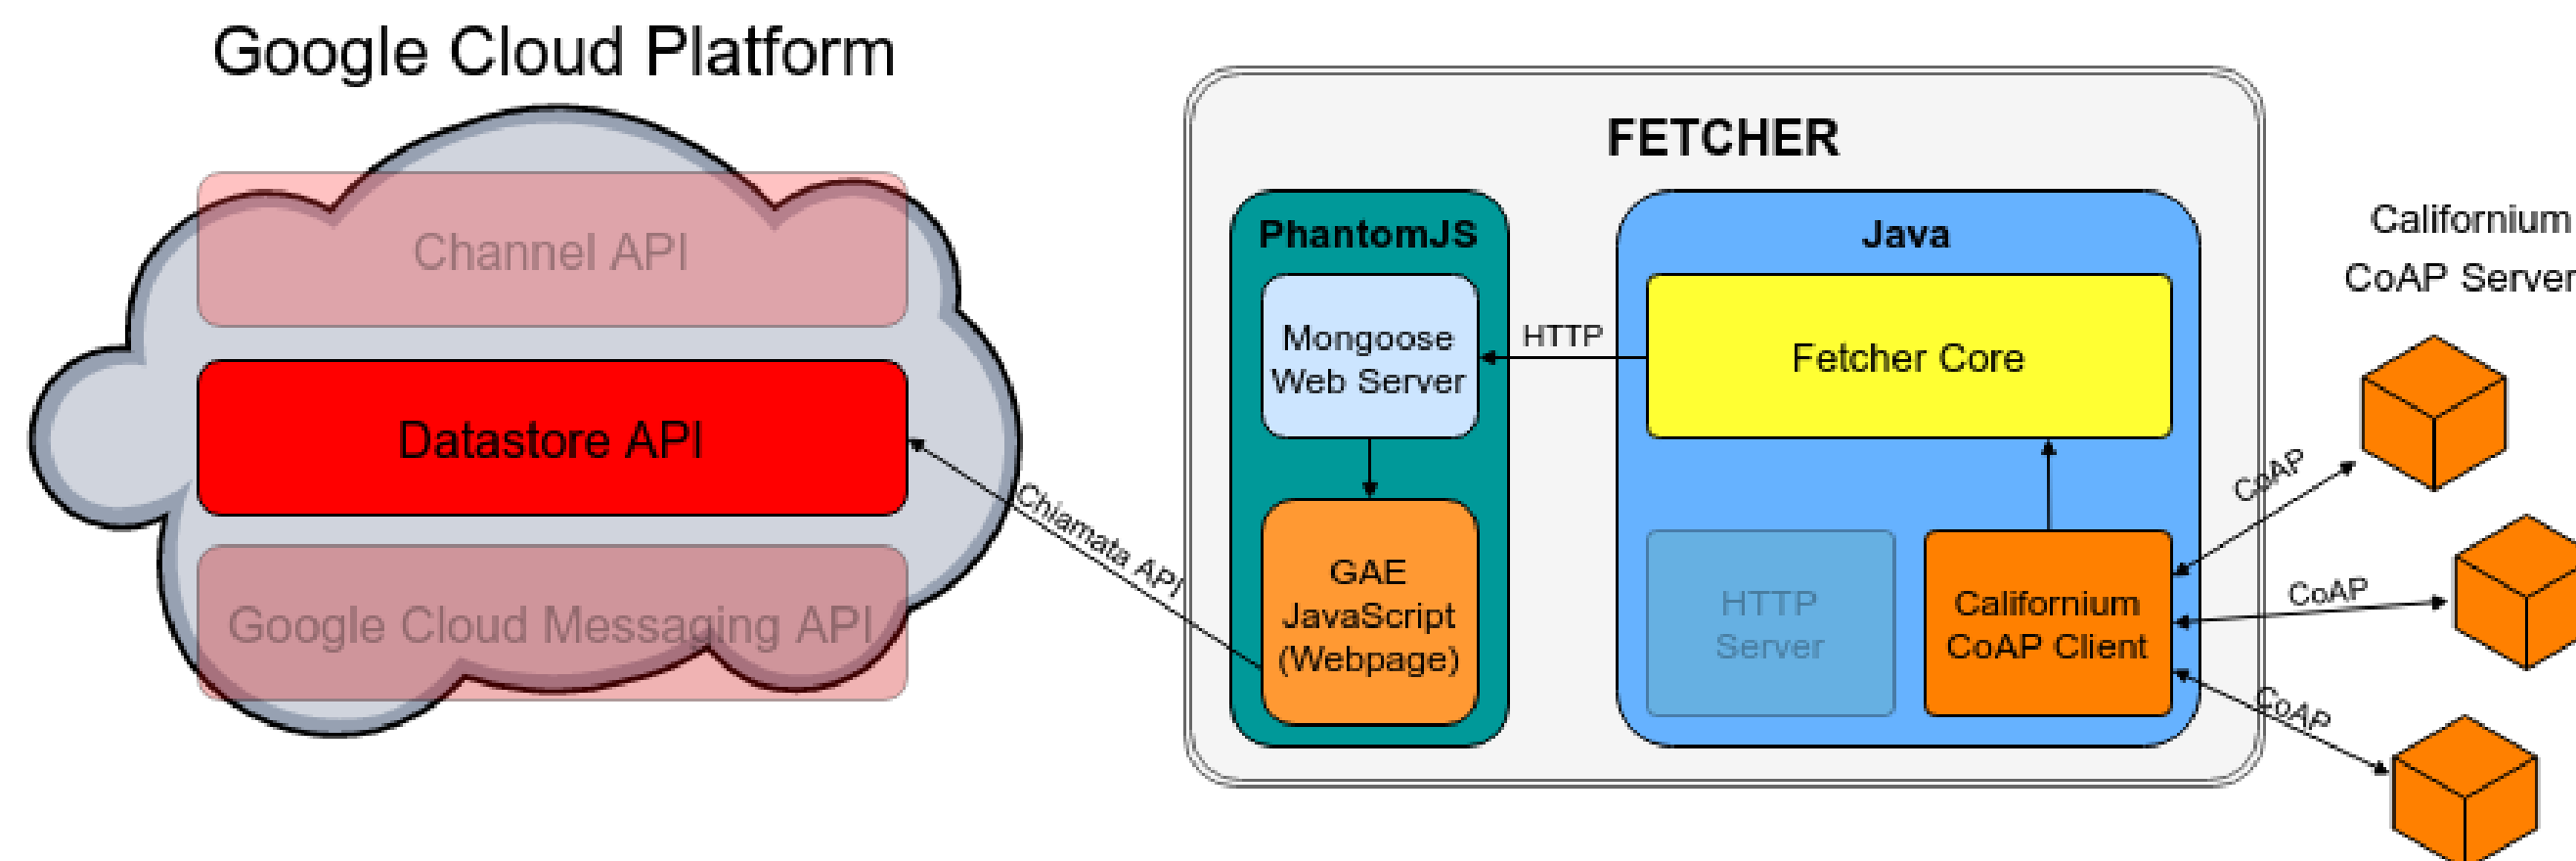 Google Cloud Platform
Channel API
Datastore API
Google Cloud Messaging API
Chiamata API
FETCHER
PhantomJS
Mongoose
Web Server
GAE
JavaScript
(Webpage)
HTTP
Java
Fetcher Core
HTTP
Server
Californium
CoAP Client
CoAP
CoAP
CoAP
Californium
CoAP Server